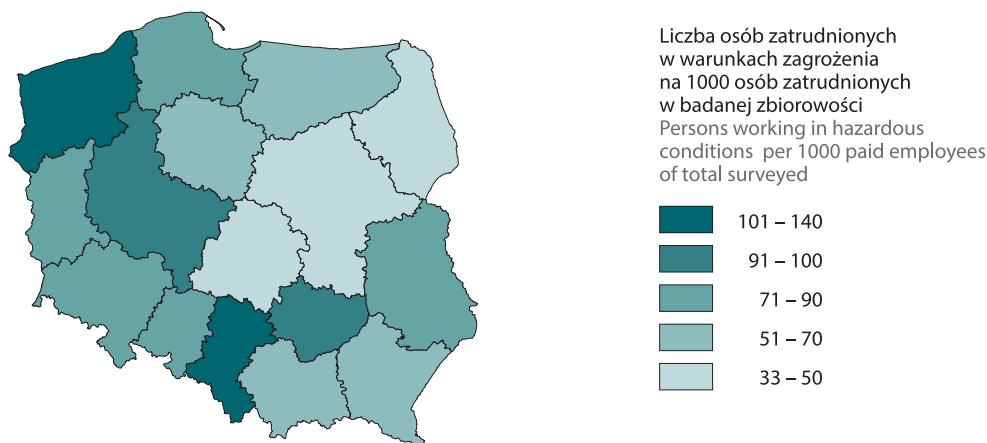 Liczba osób zatrudnionych
w warunkach zagrożenia
na 1000 osób zatrudnionych
w badanej zbiorowości
Persons working in hazardous
conditions  per 1000 paid employees
of total surveyed
101 – 140
91 – 100
71 – 90
51 – 70
33 – 50